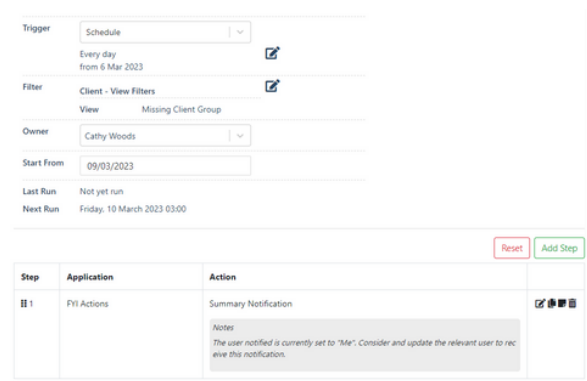 Trigger Schedule
Every day
from 6 Mar 2023
Filter Client - View Filters
View Missing Client Group
Owner Cathy Woods
Start From 09/03/2023
Last Run Not yet run
Next Run Friday, 10 March 2023 03:00
Reset Add Step
Step Application Action
1 FYI Actions Summary Notification
Notes
The user notified is currently set to "Me". Consider and update the relevant user to rec
eive this notification.